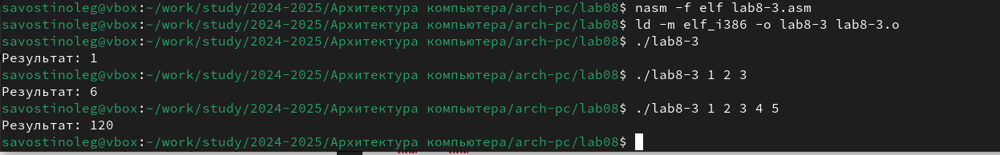 savostinoleg@vbox:~/work/study/2024-2025/Архитектура компьютера/arch-pc/lab08$ nasm -f elf lab8-3.asm
savostinoleg@vbox:~/work/study/2024-2025/Архитектура компьютера/arch-pc/lab08$ ld -m elf_i386 -o lab8-3 lab8-3.o
savostinoleg@vbox:~/work/study/2024-2025/Архитектура компьютера/arch-pc/lab08$ ./lab8-3
Результат: 1
savostinoleg@vbox:~/work/study/2024-2025/Архитектура компьютера/arch-pc/lab08$ ./lab8-3 1 2 3
Результат: 6
savostinoleg@vbox:~/work/study/2024-2025/Архитектура компьютера/arch-pc/lab08$ ./lab8-3 1 2 3 4 5
Результат: 120
savostinoleg@vbox:~/work/study/2024-2025/Архитектура компьютера/arch-pc/lab08$